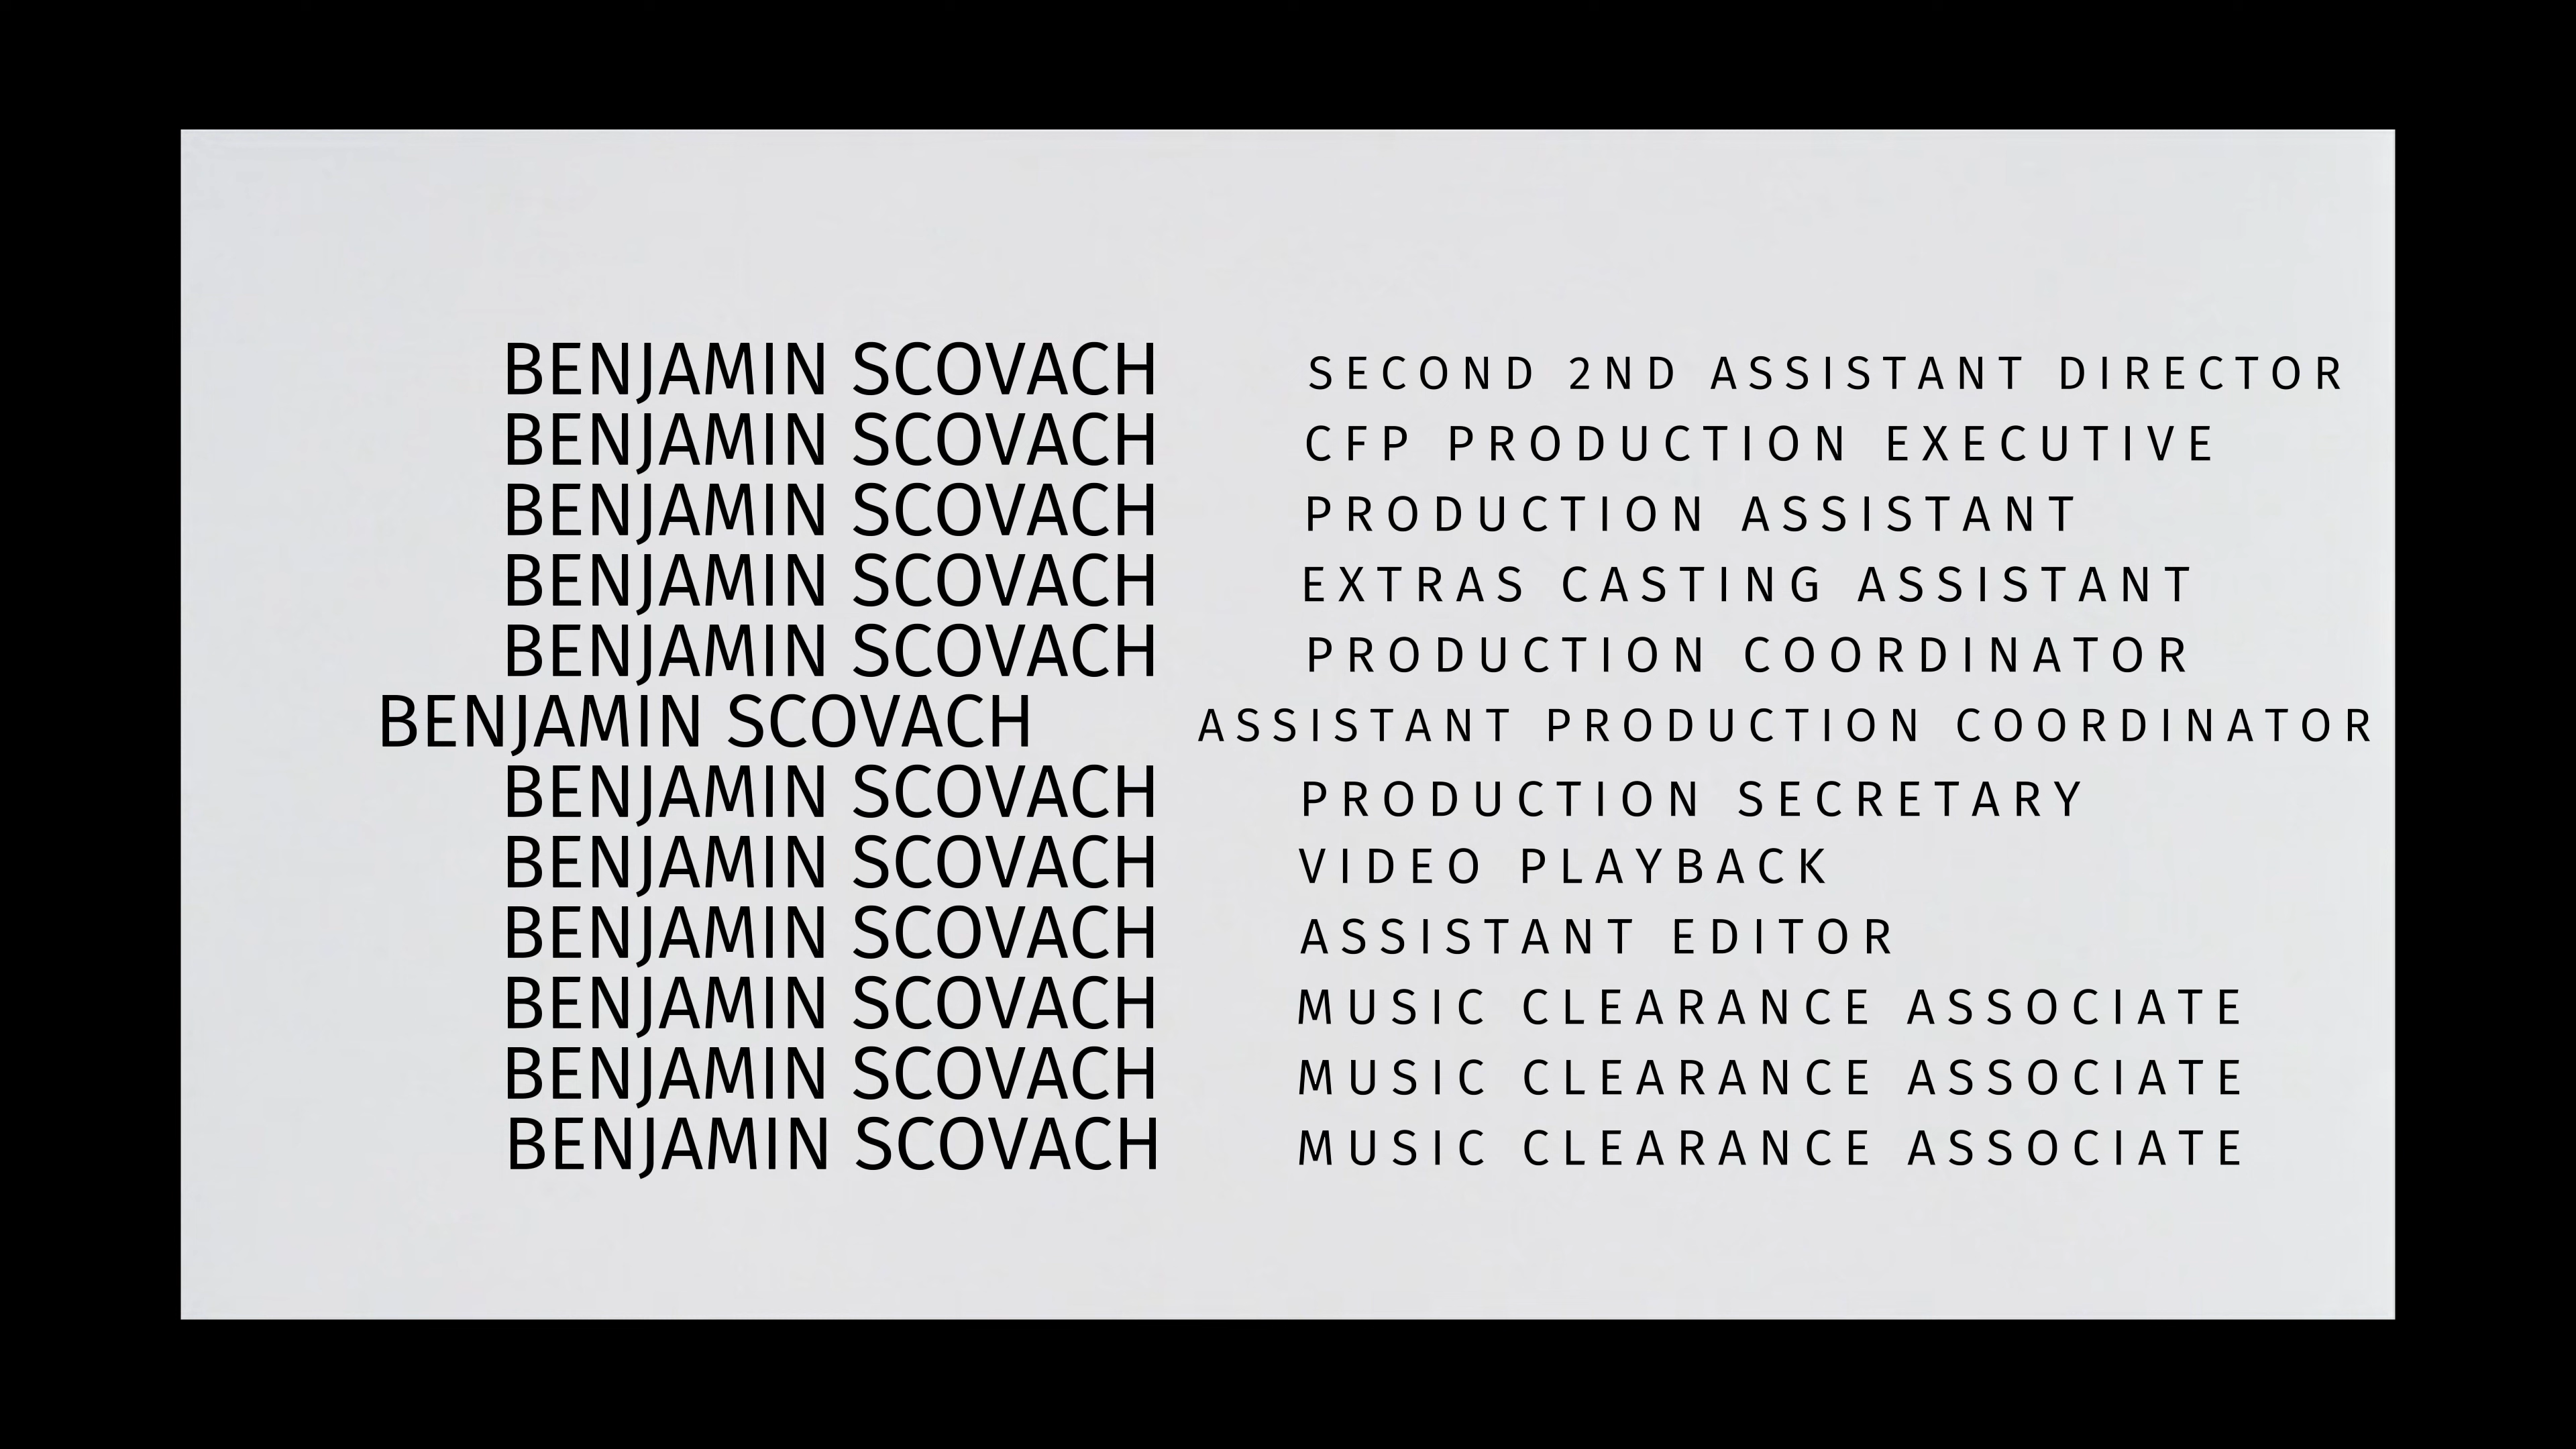 BENJAMIN SCOVACH SECOND 2ND ASSISTANT DIRECTOR
BENJAMIN SCOVACH CFP PRODUCTION EXECUTIVE
BENJAMIN SCOVACH PRODUCTION ASSISTANT
BENJAMIN SCOVACH EXTRAS CASTING ASSISTANT
BENJAMIN SCOVACH PRODUCTION COORDINATOR
BENJAMIN SCOVACH ASSISTANT PRODUCTION COORDINATOR
BENJAMIN SCOVACH PRODUCTION SECRETARY
BENJAMIN SCOVACH VIDEO PLAYBACK
BENJAMIN SCOVACH ASSISTANT EDITOR
BENJAMIN SCOVACH MUSIC CLEARANCE ASSOCIATE
BENJAMIN SCOVACH MUSIC CLEARANCE ASSOCIATE
BENJAMIN SCOVACH MUSIC CLEARANCE ASSOCIATE